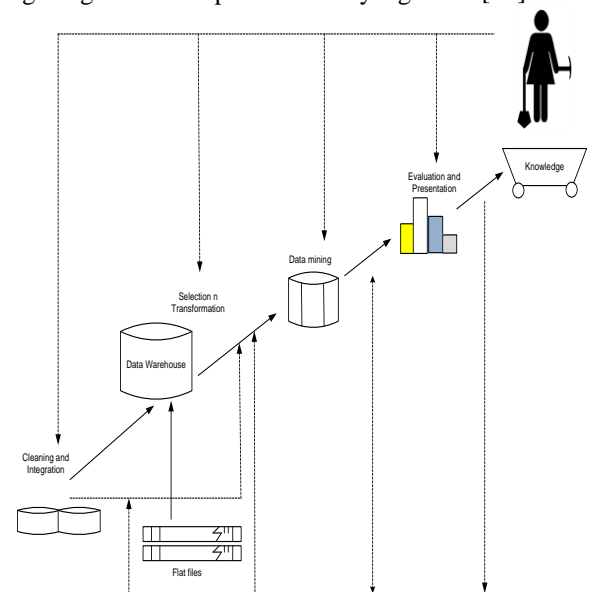 Knowledge
Evaluation and
Presentation
Data mining
Selection n
Transformation
Data Warehouse
Cleaning and
Integration
Flat files